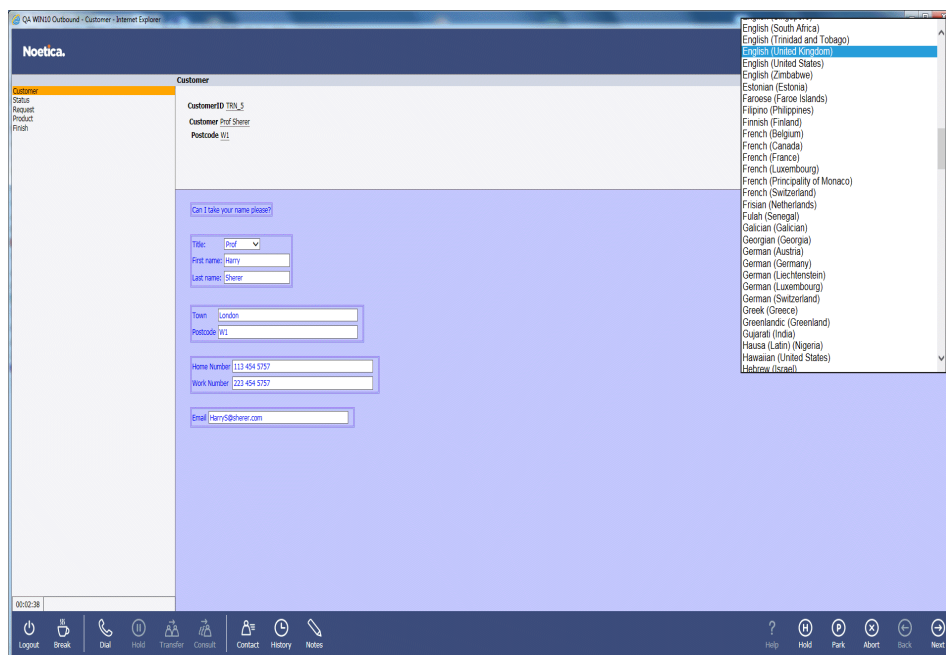 QA WIN10 Outbound - Customer - Internet Explorer
Noetica.
Customer
Customer
Status
Request
Product
Finish
CustomerID TRN_5
Customer Prof Sherer
Postcode W1
Can I take your name please?
Title: Prof
First name: Harry
Last name: Sherer
Town London
Postcode W1
Home Number 113 454 5757
Work Number 223 454 5757
Email HarryS@sherer.com
English (Singapore)
English (South Africa)
English (Trinidad and Tobago)
English (United Kingdom)
English (United States)
English (Zimbabwe)
Estonian (Estonia)
Faroese (Faroe Islands)
Filipino (Philippines)
Finnish (Finland)
French (Belgium)
French (Canada)
French (France)
French (Luxembourg)
French (Principality of Monaco)
French (Switzerland)
Frisian (Netherlands)
Fulah (Senegal)
Galician (Galician)
Georgian (Georgia)
German (Austria)
German (Germany)
German (Liechtenstein)
German (Luxembourg)
German (Switzerland)
Greek (Greece)
Greenlandic (Greenland)
Gujarati (India)
Hausa (Latin) (Nigeria)
Hawaiian (United States)
Hebrew (Israel)
00:02:38
Logout Break Dial Hold Transfer Consult Contact History Notes Help Hold Park Abort Back Next